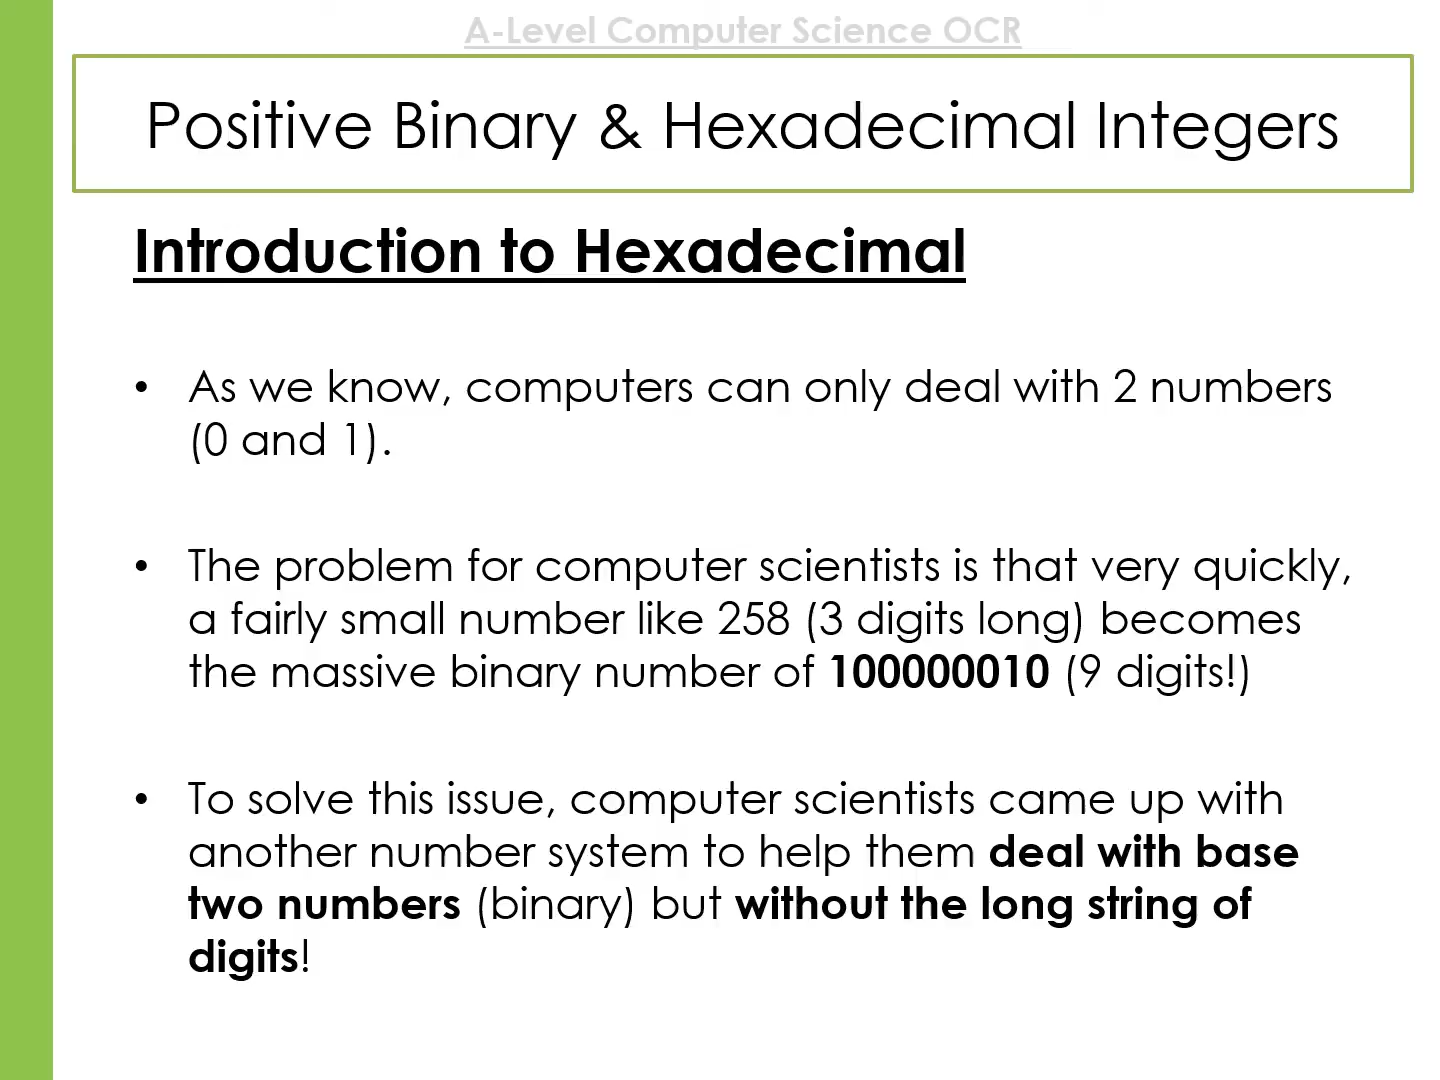 A-Level Computer Science OCR
Positive Binary & Hexadecimal Integers
Introduction to Hexadecimal
• As we know, computers can only deal with 2 numbers
(0 and 1).
• The problem for computer scientists is that very quickly,
a fairly small number like 258 (3 digits long) becomes
the massive binary number of 100000010 (9 digits!)
• To solve this issue, computer scientists came up with
another number system to help them deal with base
two numbers (binary) but without the long string of
digits!